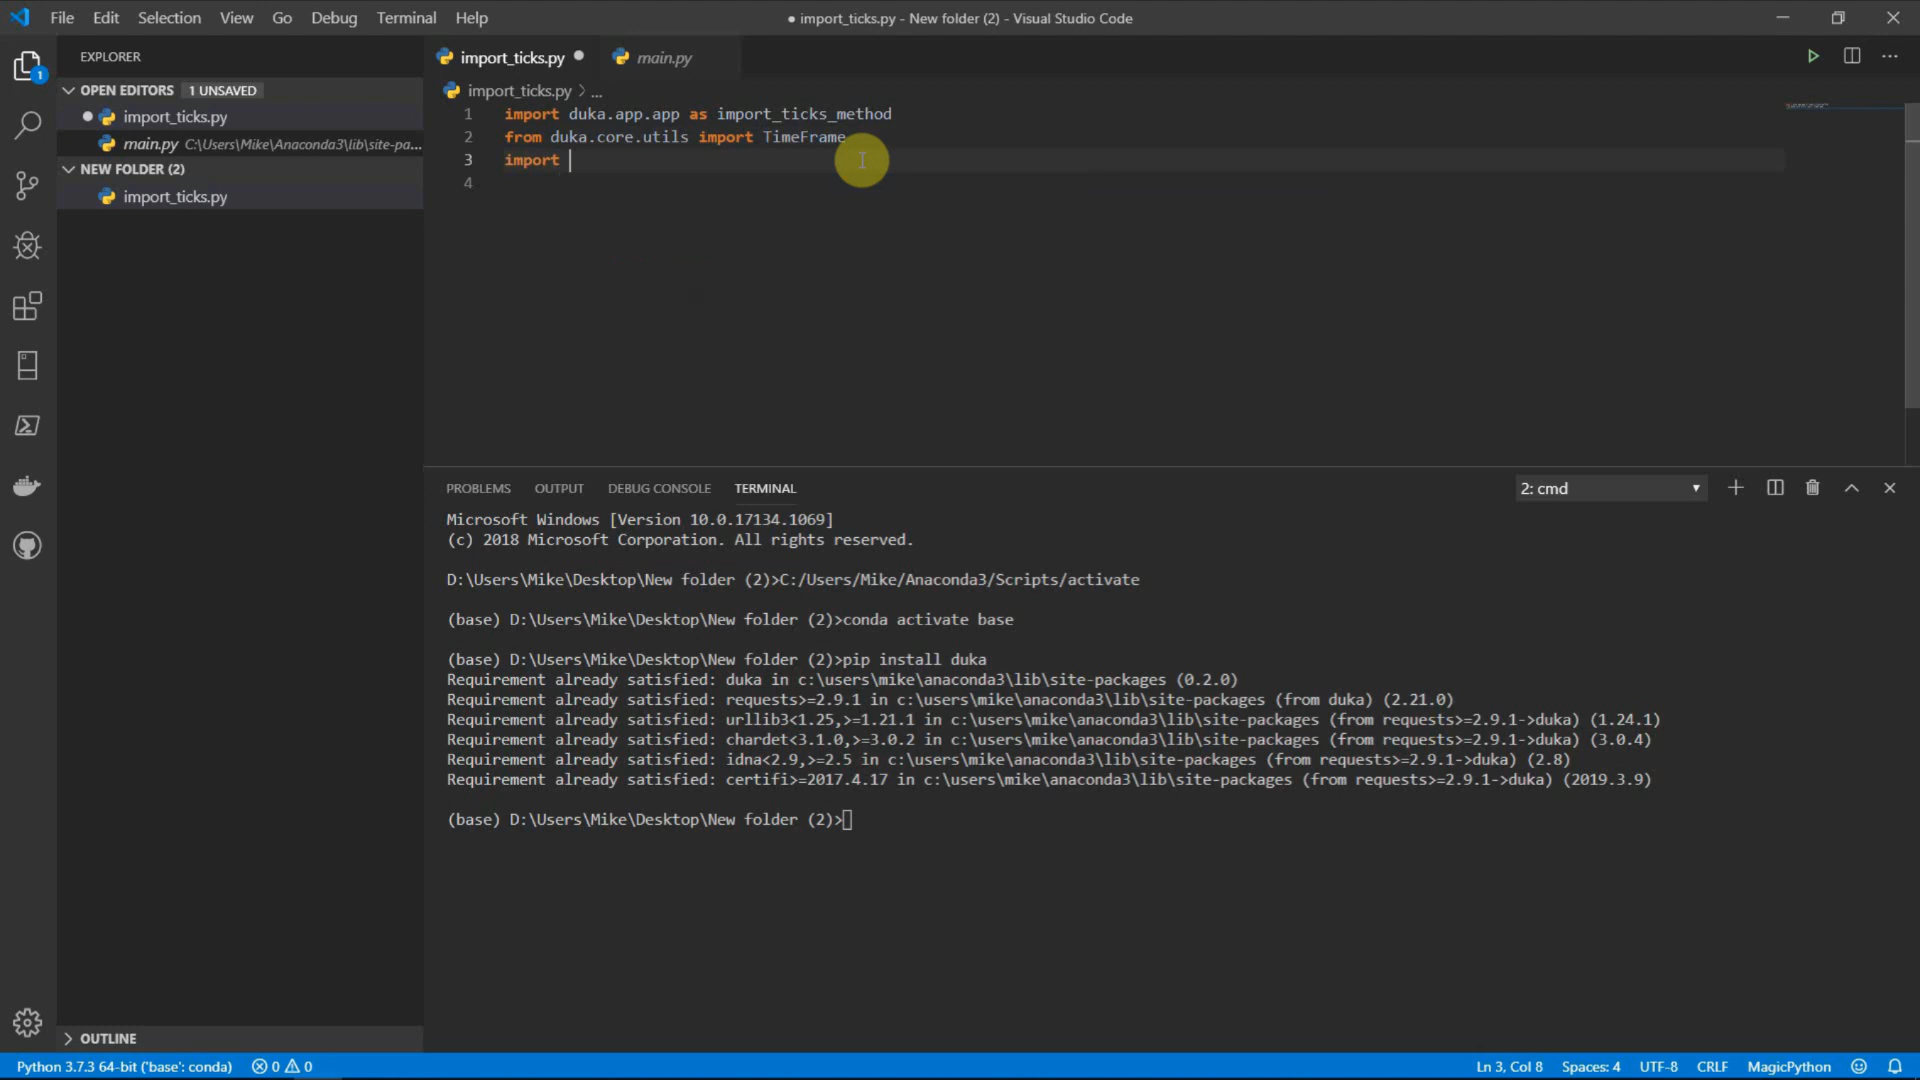 File Edit Selection View Go Debug Terminal Help
● import_ticks.py - New folder (2) - Visual Studio Code
1
EXPLORER
OPEN EDITORS 1 UNSAVED
import_ticks.py
main.py C:\Users\Mike\Anaconda3\lib\site-pa...
NEW FOLDER (2)
import_ticks.py
OUTLINE
import_ticks.py main.py
import_ticks.py > ...
1 import duka.app.app as import_ticks_method
2 from duka.core.utils import TimeFrame
3 import
4
PROBLEMS OUTPUT DEBUG CONSOLE TERMINAL 2: cmd
Microsoft Windows [Version 10.0.17134.1069]
(c) 2018 Microsoft Corporation. All rights reserved.
D:\Users\Mike\Desktop\New folder (2)>C:/Users/Mike/Anaconda3/Scripts/activate
(base) D:\Users\Mike\Desktop\New folder (2)>conda activate base
(base) D:\Users\Mike\Desktop\New folder (2)>pip install duka
Requirement already satisfied: duka in c:\users\mike\anaconda3\lib\site-packages (0.2.0)
Requirement already satisfied: requests>=2.9.1 in c:\users\mike\anaconda3\lib\site-packages (from duka) (2.21.0)
Requirement already satisfied: urllib3<1.25,>=1.21.1 in c:\users\mike\anaconda3\lib\site-packages (from requests>=2.9.1->duka) (1.24.1)
Requirement already satisfied: chardet<3.1.0,>=3.0.2 in c:\users\mike\anaconda3\lib\site-packages (from requests>=2.9.1->duka) (3.0.4)
Requirement already satisfied: idna<2.9,>=2.5 in c:\users\mike\anaconda3\lib\site-packages (from requests>=2.9.1->duka) (2.8)
Requirement already satisfied: certifi>=2017.4.17 in c:\users\mike\anaconda3\lib\site-packages (from requests>=2.9.1->duka) (2019.3.9)
(base) D:\Users\Mike\Desktop\New folder (2)>
Python 3.7.3 64-bit ('base': conda) 0 0 Ln 3, Col 8 Spaces: 4 UTF-8 CRLF MagicPython